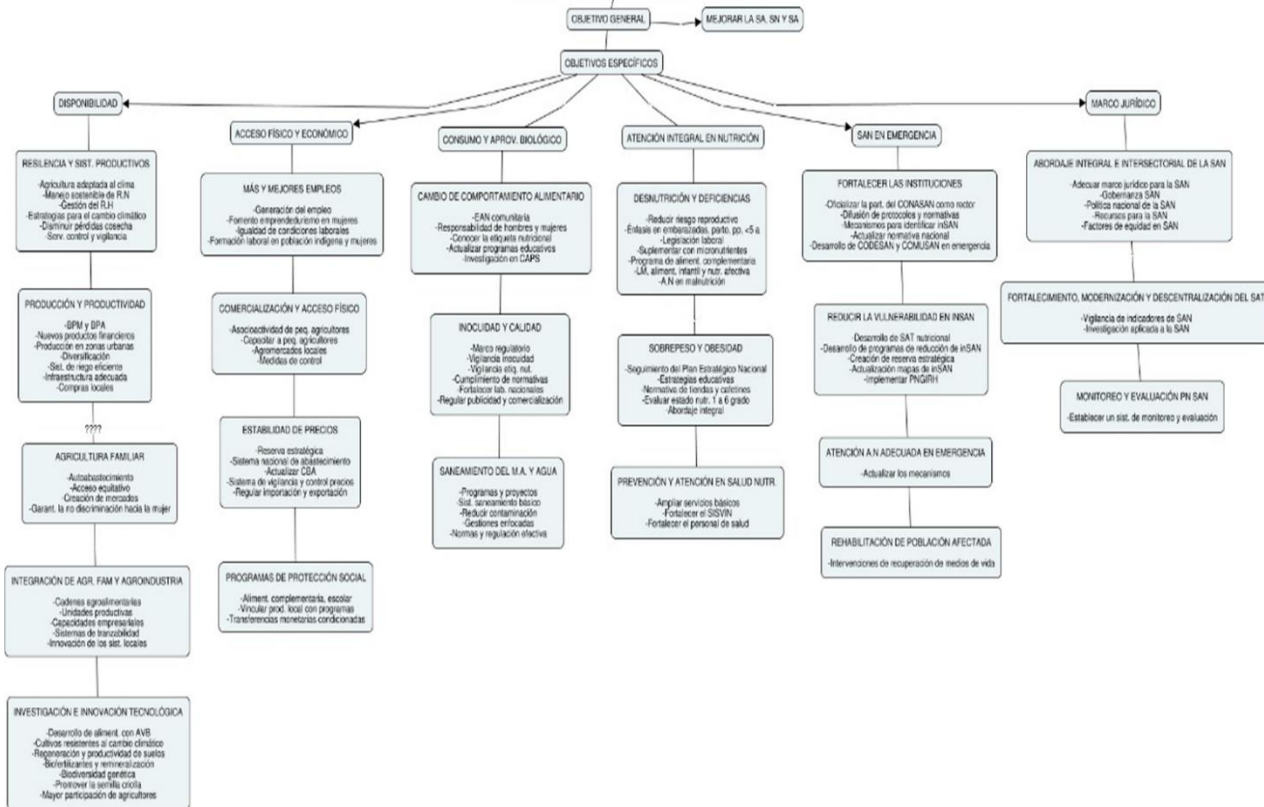 OBJETIVO GENERAL
MEJORAR LA SA, SN Y SA
OBJETIVOS ESPECÍFICOS
DISPONIBILIDAD
RESILENCIA Y SIST. PRODUCTIVOS
-Agricultura adaptada al clima
-Manejo sostenible de R.N
-Gestión del R.H
-Estrategias para el cambio climático
-Disminuir pérdidas cosecha
-Serv. control y vigilancia
PRODUCCIÓN Y PRODUCTIVIDAD
-BPM y BPA
-Nuevos productos financieros
-Producción en zonas urbanas
-Diversificación
-Sist. de riego eficiente
-Infraestructura adecuada
-Compras locales
????
AGRICULTURA FAMILIAR
-Autoabastecimiento
-Acceso equitativo
-Creación de mercados
-Garant. la no discriminación hacia la mujer
INTEGRACIÓN DE AGR. FAM Y AGROINDUSTRIA
-Cadenas agroalimentarias
-Unidades productivas
-Capacidades empresariales
-Sistemas de tranzabilidad
-Innovación de los sist. locales
INVESTIGACIÓN E INNOVACIÓN TECNOLÓGICA
-Desarrollo de aliment. con AVB
-Cultivos resistentes al cambio climático
-Regeneración y productividad de suelos
-Biofertilizantes y remineralización
-Biodiversidad genética
-Promover la semilla criolla
-Mayor participación de agricultores
ACCESO FÍSICO Y ECONÓMICO
MÁS Y MEJORES EMPLEOS
-Generación del empleo
-Fomento emprendedurismo en mujeres
-Igualdad de condiciones laborales
-Formación laboral en población indígena y mujeres
COMERCIALIZACIÓN Y ACCESO FÍSICO
-Asocioactividad de peq. agricultores
-Capacitar a peq. agricultores
-Agromercados locales
-Medidas de control
ESTABILIDAD DE PRECIOS
-Reserva estratégica
-Sistema nacional de abastecimiento
-Actualizar CBA
-Sistema de vigilancia y control precios
-Regular importación y exportación
PROGRAMAS DE PROTECCIÓN SOCIAL
-Aliment. complementaria, escolar
-Vincular prod. local con programas
-Transferencias monetarias condicionadas
CONSUMO Y APROV. BIOLÓGICO
CAMBIO DE COMPORTAMIENTO ALIMENTARIO
-EAN comunitaria
-Responsabilidad de hombres y mujeres
-Conocer la etiqueta nutricional
-Actualizar programas educativos
-Investigación en CAPS
INOCUIDAD Y CALIDAD
-Marco regulatorio
-Vigilancia inocuidad
-Vigilancia etiq. nut.
-Cumplimiento de normativas
-Fortalecer lab. nacionales
-Regular publicidad y comercialización
SANEAMIENTO DEL M.A. Y AGUA
-Programas y proyectos
-Sist. saneamiento básico
-Reducir contaminación
-Gestiones enfocadas
-Normas y regulación efectiva
ATENCIÓN INTEGRAL EN NUTRICIÓN
DESNUTRICIÓN Y DEFICIENCIAS
-Reducir riesgo reproductivo
-Énfasis en embarazadas, parto, pp, <5 a
-Legislación laboral
-Suplementar con micronutrientes
-Programa de aliment. complementaria
-LM, aliment. infantil y nutr. afectiva
-A.N en malnutrición
SOBREPESO Y OBESIDAD
-Seguimiento del Plan Estratégico Nacional
-Estrategias educativas
-Normativa de tiendas y cafetines
-Evaluar estado nutr. 1 a 6 grado
-Abordaje integral
PREVENCIÓN Y ATENCIÓN EN SALUD NUTR.
-Ampliar servicios básicos
-Fortalecer el SISVIN
-Fortalecer el personal de salud
SAN EN EMERGENCIA
FORTALECER LAS INSTITUCIONES
-Oficializar la part. del CONASAN como rector
-Difusión de protocolos y normativas
-Mecanismos para identificar inSAN
-Actualizar normativa nacional
-Desarrollo de CODESAN y COMUSAN en emergencia
REDUCIR LA VULNERABILIDAD EN INSAN
-Desarrollo de SAT nutricional
-Desarrollo de programas de reducción de inSAN
-Creación de reserva estratégica
-Actualización mapas de inSAN
-Implementar PNGIRH
ATENCIÓN A.N ADECUADA EN EMERGENCIA
-Actualizar los mecanismos
REHABILITACIÓN DE POBLACIÓN AFECTADA
-Intervenciones de recuperación de medios de vida
MARCO JURÍDICO
ABORDAJE INTEGRAL E INTERSECTORIAL DE LA SAN
-Adecuar marco jurídico para la SAN
-Gobernanza SAN
-Política nacional de la SAN
-Recursos para la SAN
-Factores de equidad en SAN
FORTALECIMIENTO, MODERNIZACIÓN Y DESCENTRALIZACIÓN DEL SAT
-Vigilancia de indicadores de SAN
-Investigación aplicada a la SAN
MONITOREO Y EVALUACIÓN PN SAN
-Establecer un sist. de monitoreo y evaluación